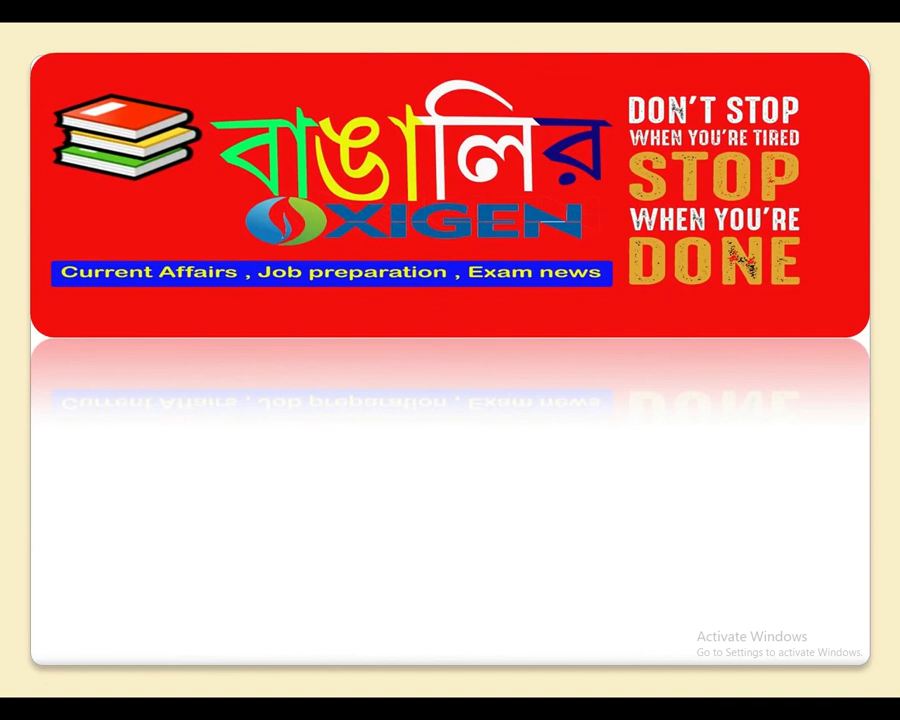 বাঙালির
OXIGEN
Current Affairs , Job preparation , Exam news
DON'T STOP
WHEN YOU'RE TIRED
STOP
WHEN YOU'RE
DONE
Activate Windows
Go to Settings to activate Windows.